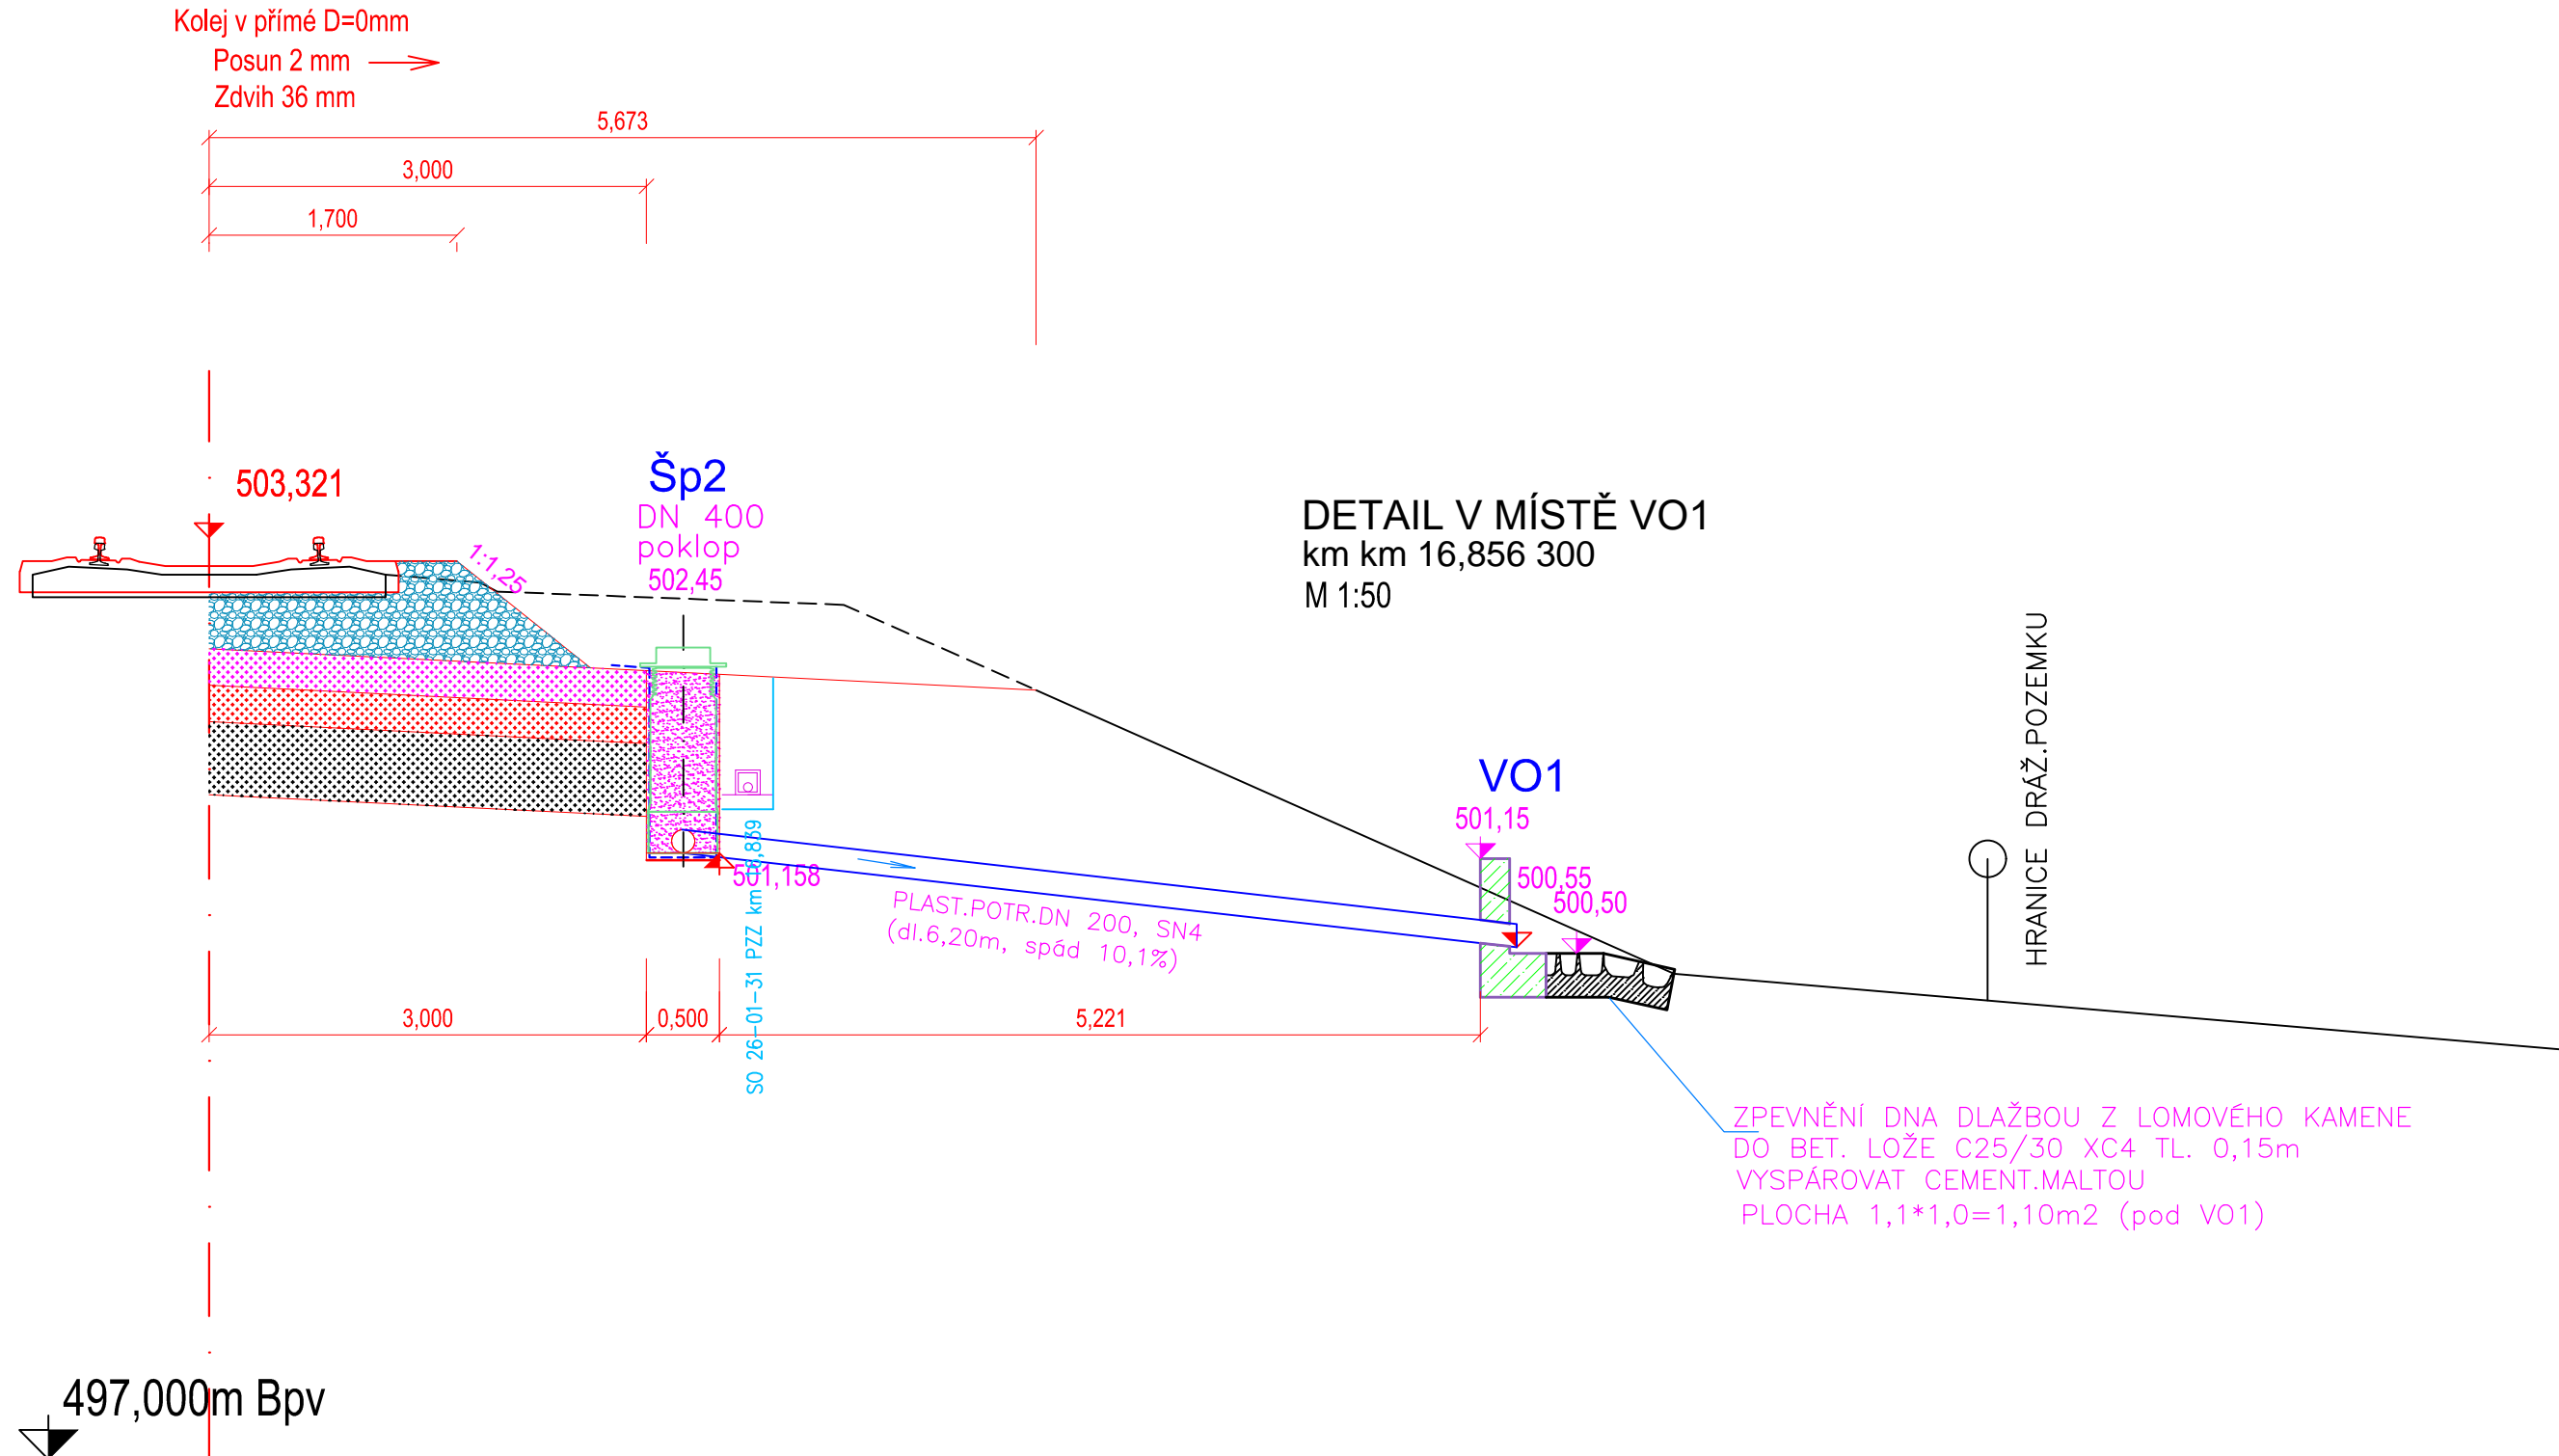 Kolej v přímé D=0mm
Posun 2 mm
Zdvih 36 mm
5,673
3,000
1,700
503,321
Šp2
DN 400
poklop
502,45
1:1,25
DETAIL V MÍSTĚ VO1
km km 16,856 300
M 1:50
HRANICE DRÁŽ.POZEMKU
VO1
501,15
500,55
500,50
501,158
SO 26-01-31 PZZ km
PLAST.POTR.DN 200, SN4
(dl.6,20m, spád 10,1%)
3,000
0,500
5,221
ZPEVNĚNÍ DNA DLAŽBOU Z LOMOVÉHO KAMENE
DO BET. LOŽE C25/30 XC4 TL. 0,15m
VYSPÁROVAT CEMENT.MALTOU
PLOCHA 1,1*1,0=1,10m2 (pod VO1)
497,000m Bpv